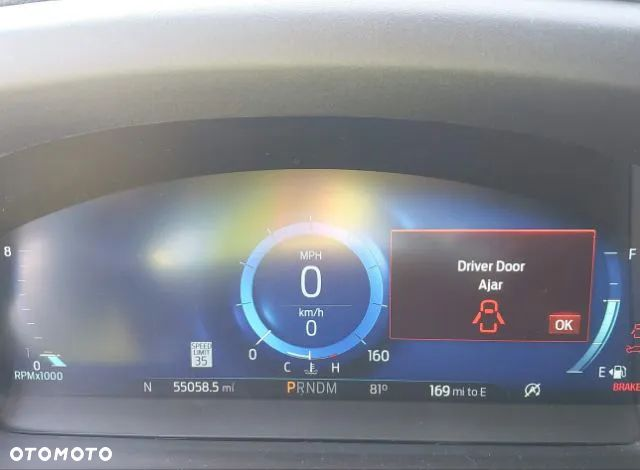 8
F
MPH
0
km/h
0
Driver Door
Ajar
OK
SPEED
LIMIT
35
0
RPMx1000
0
160
C H
E
BRAKE
N 55058.5 mi PRNDM 81° 169 mi to E
OTOMOTO